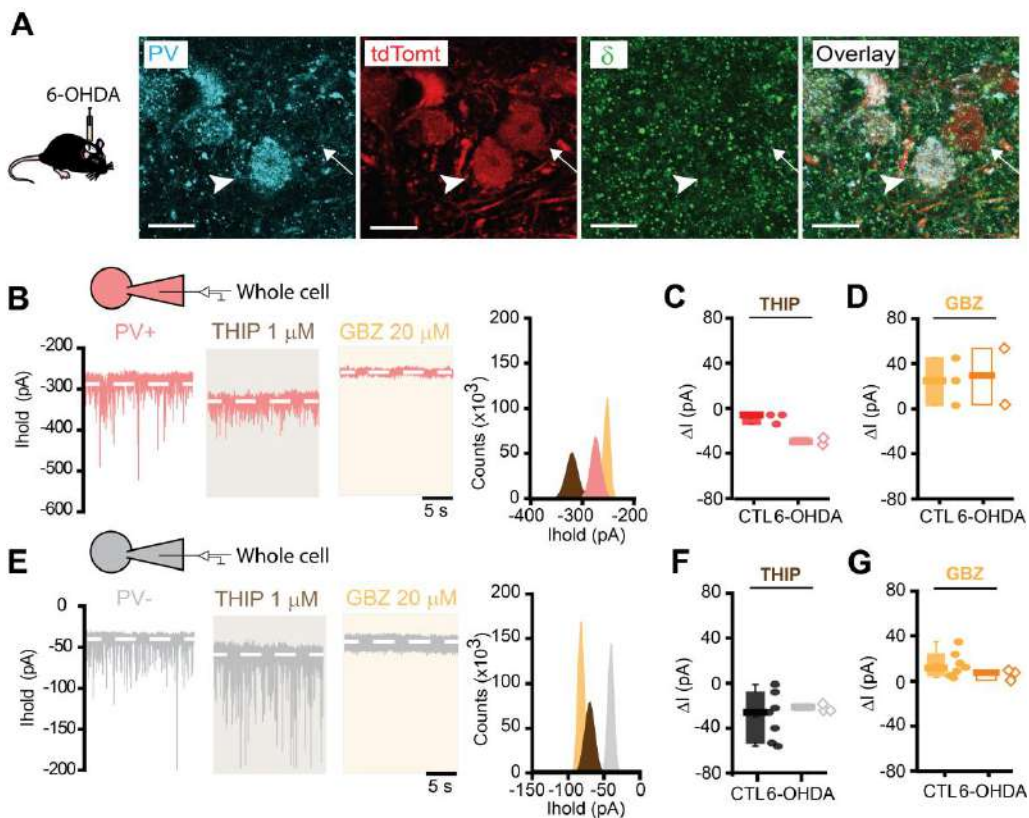 A
6-OHDA
PV
tdTomt
δ
Overlay
B
Whole cell
PV+
THIP 1 µM
GBZ 20 µM
-200
-300
-400
-500
-600
Ihold (pA)
5 s
200
150
100
50
0
Counts (x10³)
-400
-300
-200
Ihold (pA)
C
THIP
80
40
0
-40
-80
ΔI (pA)
CTL 6-OHDA
D
GBZ
80
40
0
-40
-80
ΔI (pA)
CTL 6-OHDA
E
Whole cell
PV-
THIP 1 µM
GBZ 20 µM
0
-50
-100
-150
-200
Ihold (pA)
5 s
200
150
100
50
0
Counts (x10³)
-150
-100
-50
0
Ihold (pA)
F
THIP
80
40
0
-40
-80
ΔI (pA)
CTL 6-OHDA
G
GBZ
80
40
0
-40
-80
ΔI (pA)
CTL 6-OHDA